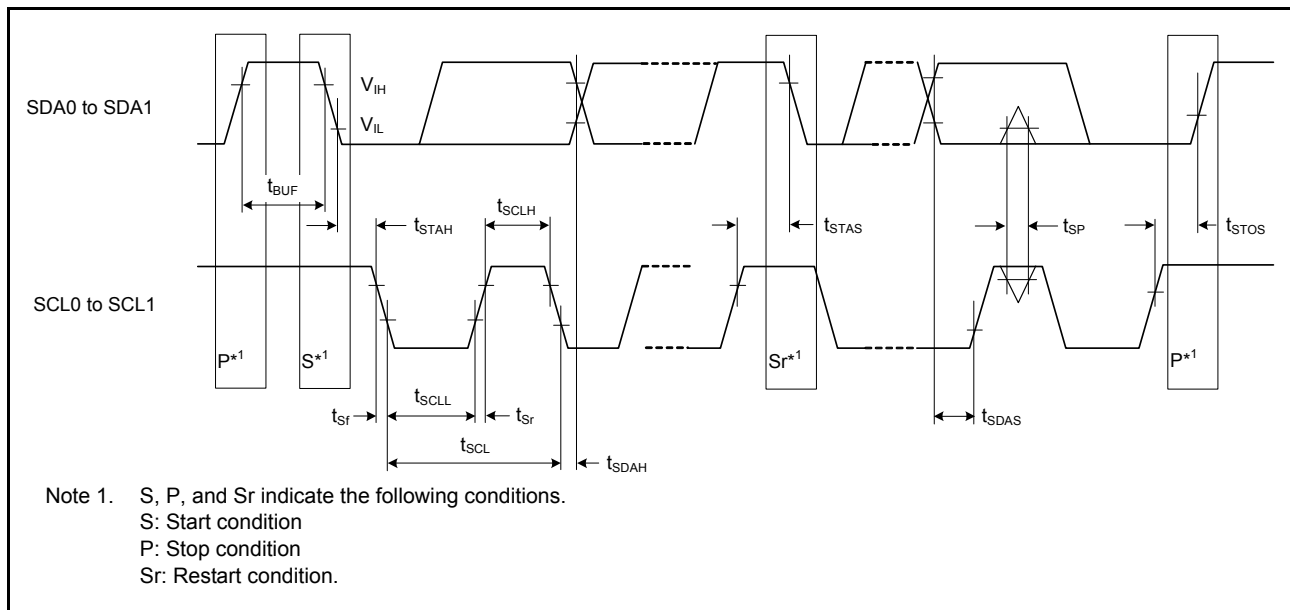 SDA0 to SDA1
VIH
VIL
tBUF
tSTAH
tSCLH
tSTAS
tSP
tSTOS
SCL0 to SCL1
P*1
S*1
Sr*1
P*1
tSf
tSCLL
tSr
tSDAS
tSCL
tSDAH
Note 1. S, P, and Sr indicate the following conditions.
S: Start condition
P: Stop condition
Sr: Restart condition.